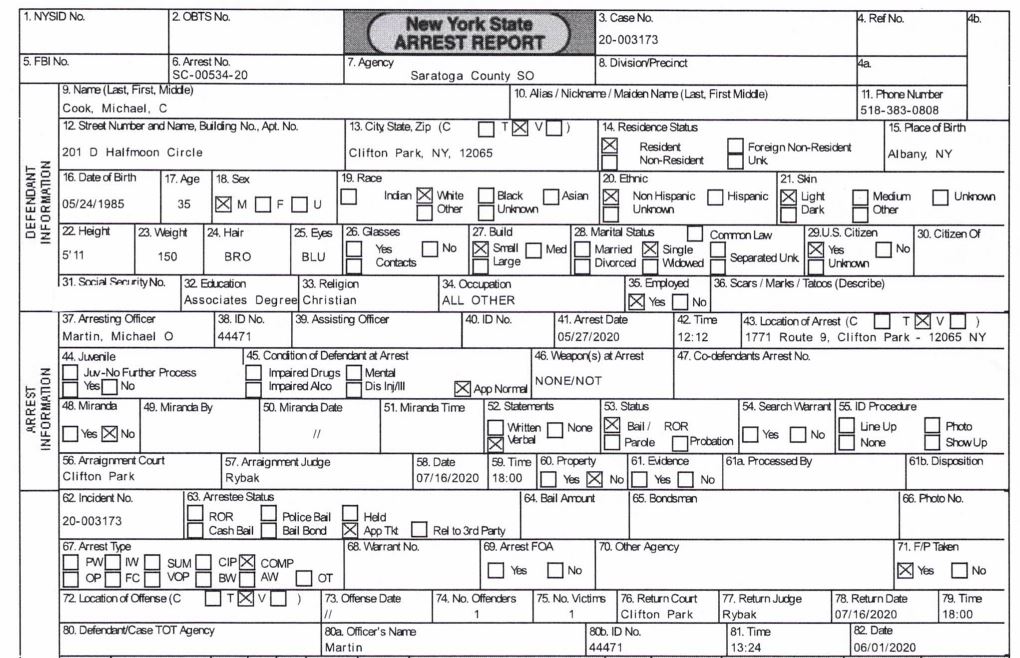 1. NYSID No.
2. OBTS No.
New York State
ARREST REPORT
3. Case No.
20-003173
4. Ref No.
4b.
5. FBI No.
6. Arrest No.
SC-00534-20
7. Agency
Saratoga County SO
8. Division/Precinct
4a.
DEFENDANT INFORMATION
9. Name (Last, First, Middle)
Cook, Michael, C
10. Alias / Nickname / Maiden Name (Last, First Middle)
11. Phone Number
518-383-0808
12. Street Number and Name, Building No., Apt. No.
201 D Halfmoon Circle
13. City, State, Zip (C T V )
Clifton Park, NY, 12065
14. Residence Status
Resident Foreign Non-Resident
Non-Resident Unk.
15. Place of Birth
Albany, NY
16. Date of Birth
05/24/1985
17. Age
35
18. Sex
M F U
19. Race
Indian White Black Asian
Other Unknown
20. Ethnic
Non Hispanic Hispanic
Unknown
21. Skin
Light Medium Unknown
Dark Other
22. Height
5'11
23. Weight
150
24. Hair
BRO
25. Eyes
BLU
26. Glasses
Yes No
Contacts
27. Build
Small Med
Large
28. Marital Status Common Law
Married Single
Divorced Widowed Separated Unk.
29. U.S. Citizen
Yes No
Unknown
30. Citizen Of
31. Social Security No.
32. Education
Associates Degree
33. Religion
Christian
34. Occupation
ALL OTHER
35. Employed
Yes No
36. Scars / Marks / Tatoos (Describe)
ARREST INFORMATION
37. Arresting Officer
Martin, Michael O
38. ID No.
44471
39. Assisting Officer
40. ID No.
41. Arrest Date
05/27/2020
42. Time
12:12
43. Location of Arrest (C T V )
1771 Route 9, Clifton Park - 12065 NY
44. Juvenile
Juv-No Further Process
Yes No
45. Condition of Defendant at Arrest
Impaired Drugs Mental
Impaired Alco Dis Inj/Ill App Normal
46. Weapon(s) at Arrest
NONE/NOT
47. Co-defendants Arrest No.
48. Miranda
Yes No
49. Miranda By
50. Miranda Date
//
51. Miranda Time
52. Statements
Written None
Verbal
53. Status
Bail / ROR
Parole Probation
54. Search Warrant
Yes No
55. ID Procedure
Line Up Photo
None Show Up
56. Arraignment Court
Clifton Park
57. Arraignment Judge
Rybak
58. Date
07/16/2020
59. Time
18:00
60. Property
Yes No
61. Evidence
Yes No
61a. Processed By
61b. Disposition
62. Incident No.
20-003173
63. Arrestee Status
ROR Police Bail Held
Cash Bail Bail Bond App Tkt Rel to 3rd Party
64. Bail Amount
65. Bondsman
66. Photo No.
67. Arrest Type
PW IW SUM CIP COMP
OP FC VOP BW AW OT
68. Warrant No.
69. Arrest FOA
Yes No
70. Other Agency
71. F/P Taken
Yes No
72. Location of Offense (C T V )
73. Offense Date
//
74. No. Offenders
1
75. No. Victims
1
76. Return Court
Clifton Park
77. Return Judge
Rybak
78. Return Date
07/16/2020
79. Time
18:00
80. Defendant/Case TOT Agency
80a. Officer's Name
Martin
80b. ID No.
44471
81. Time
13:24
82. Date
06/01/2020